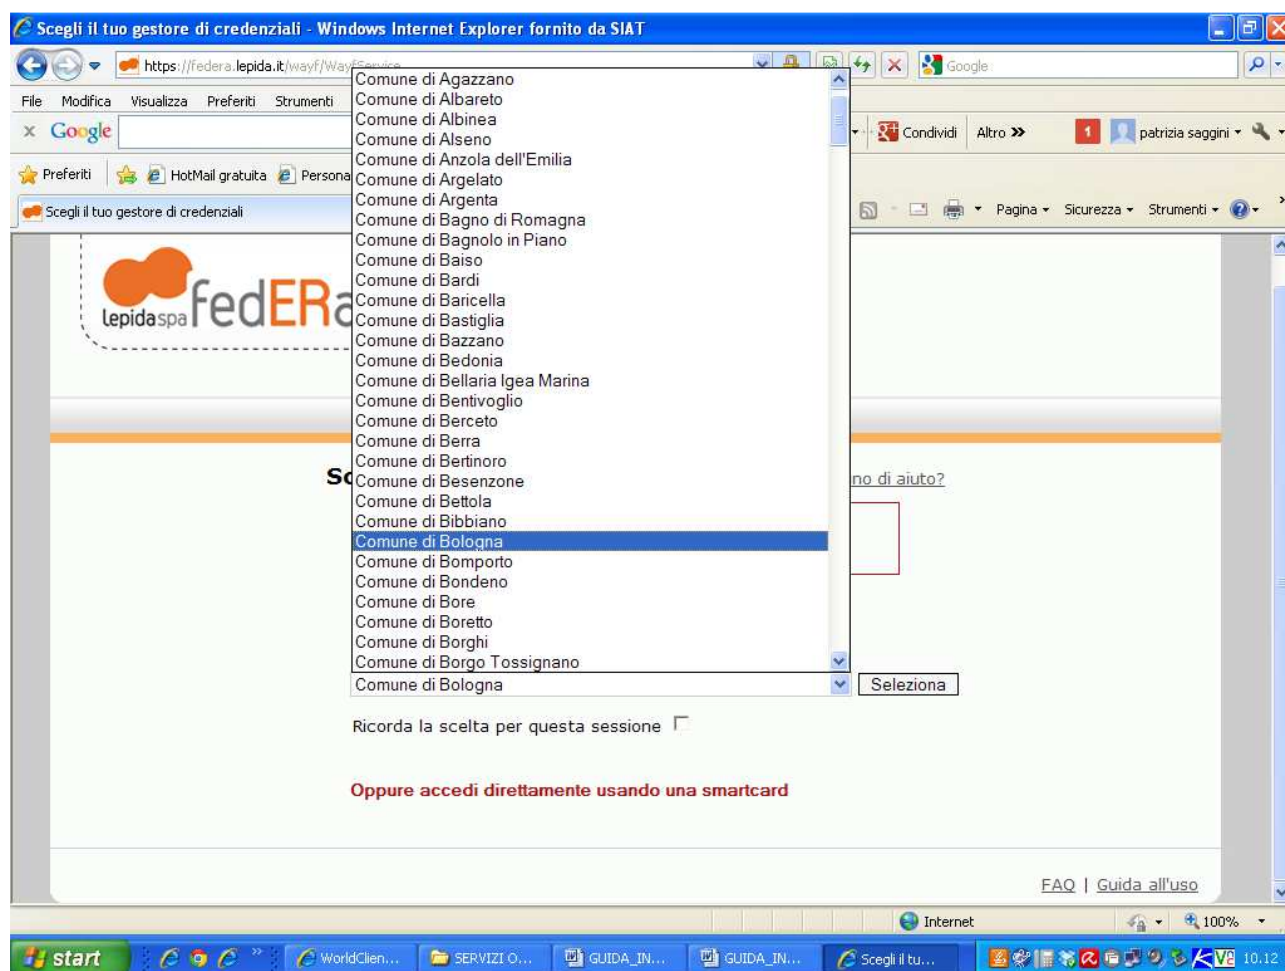 Scegli il tuo gestore di credenziali - Windows Internet Explorer fornito da SIAT
https://federa.lepida.it/wayf/WayfService
Google
File Modifica Visualizza Preferiti Strumenti
Google
Condividi Altro >> 1 patrizia saggini
Preferiti HotMail gratuita Persona
Scegli il tuo gestore di credenziali
Pagina Sicurezza Strumenti
Comune di Agazzano
Comune di Albareto
Comune di Albinea
Comune di Alseno
Comune di Anzola dell'Emilia
Comune di Argelato
Comune di Argenta
Comune di Bagno di Romagna
Comune di Bagnolo in Piano
Comune di Baiso
Comune di Bardi
Comune di Baricella
Comune di Bastiglia
Comune di Bazzano
Comune di Bedonia
Comune di Bellaria Igea Marina
Comune di Bentivoglio
Comune di Berceto
Comune di Berra
Comune di Bertinoro
Comune di Besenzone
Comune di Bettola
Comune di Bibbiano
Comune di Bologna
Comune di Bomporto
Comune di Bondeno
Comune di Bore
Comune di Boretto
Comune di Borghi
Comune di Borgo Tossignano
lepidaspa fedERa
no di aiuto?
Comune di Bologna Seleziona
Ricorda la scelta per questa sessione
Oppure accedi direttamente usando una smartcard
FAQ | Guida all'uso
Internet 100%
start WorldClien... SERVIZI O... GUIDA_IN... GUIDA_IN... Scegli il tu... 10.12